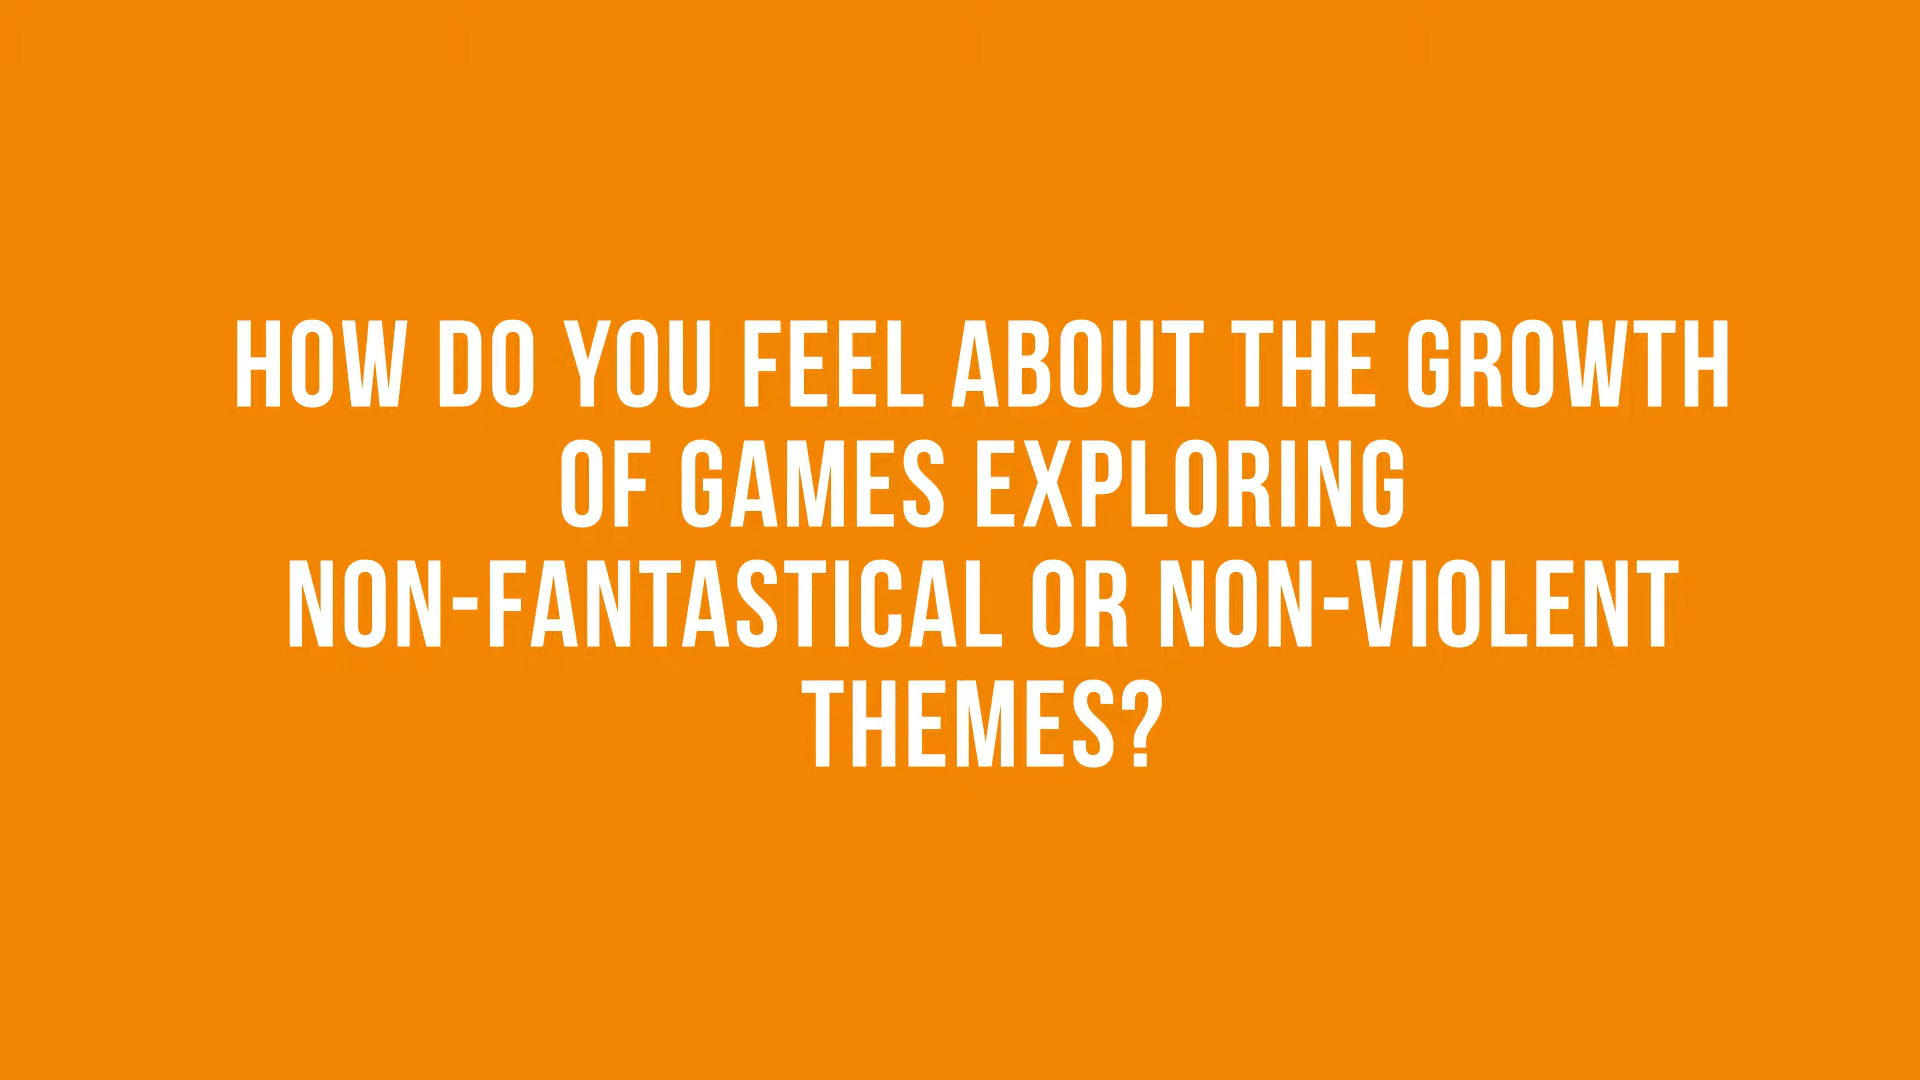 HOW DO YOU FEEL ABOUT THE GROWTH
OF GAMES EXPLORING
NON-FANTASTICAL OR NON-VIOLENT
THEMES?